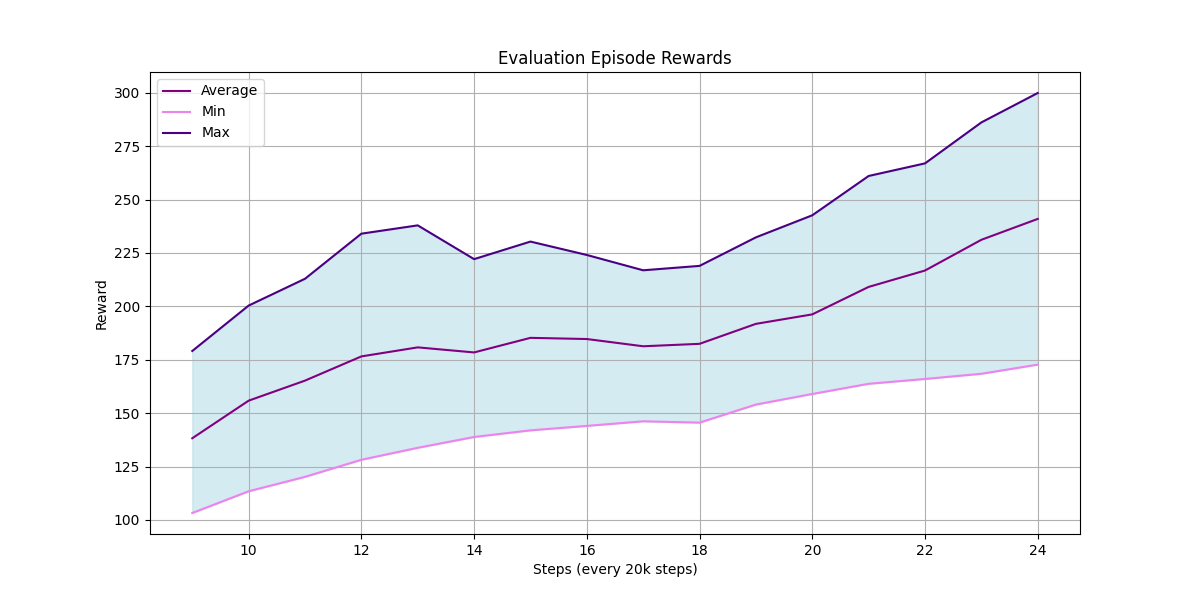 Evaluation Episode Rewards
Average
Min
Max
300
275
250
225
200
175
150
125
100
Reward
10 12 14 16 18 20 22 24
Steps (every 20k steps)